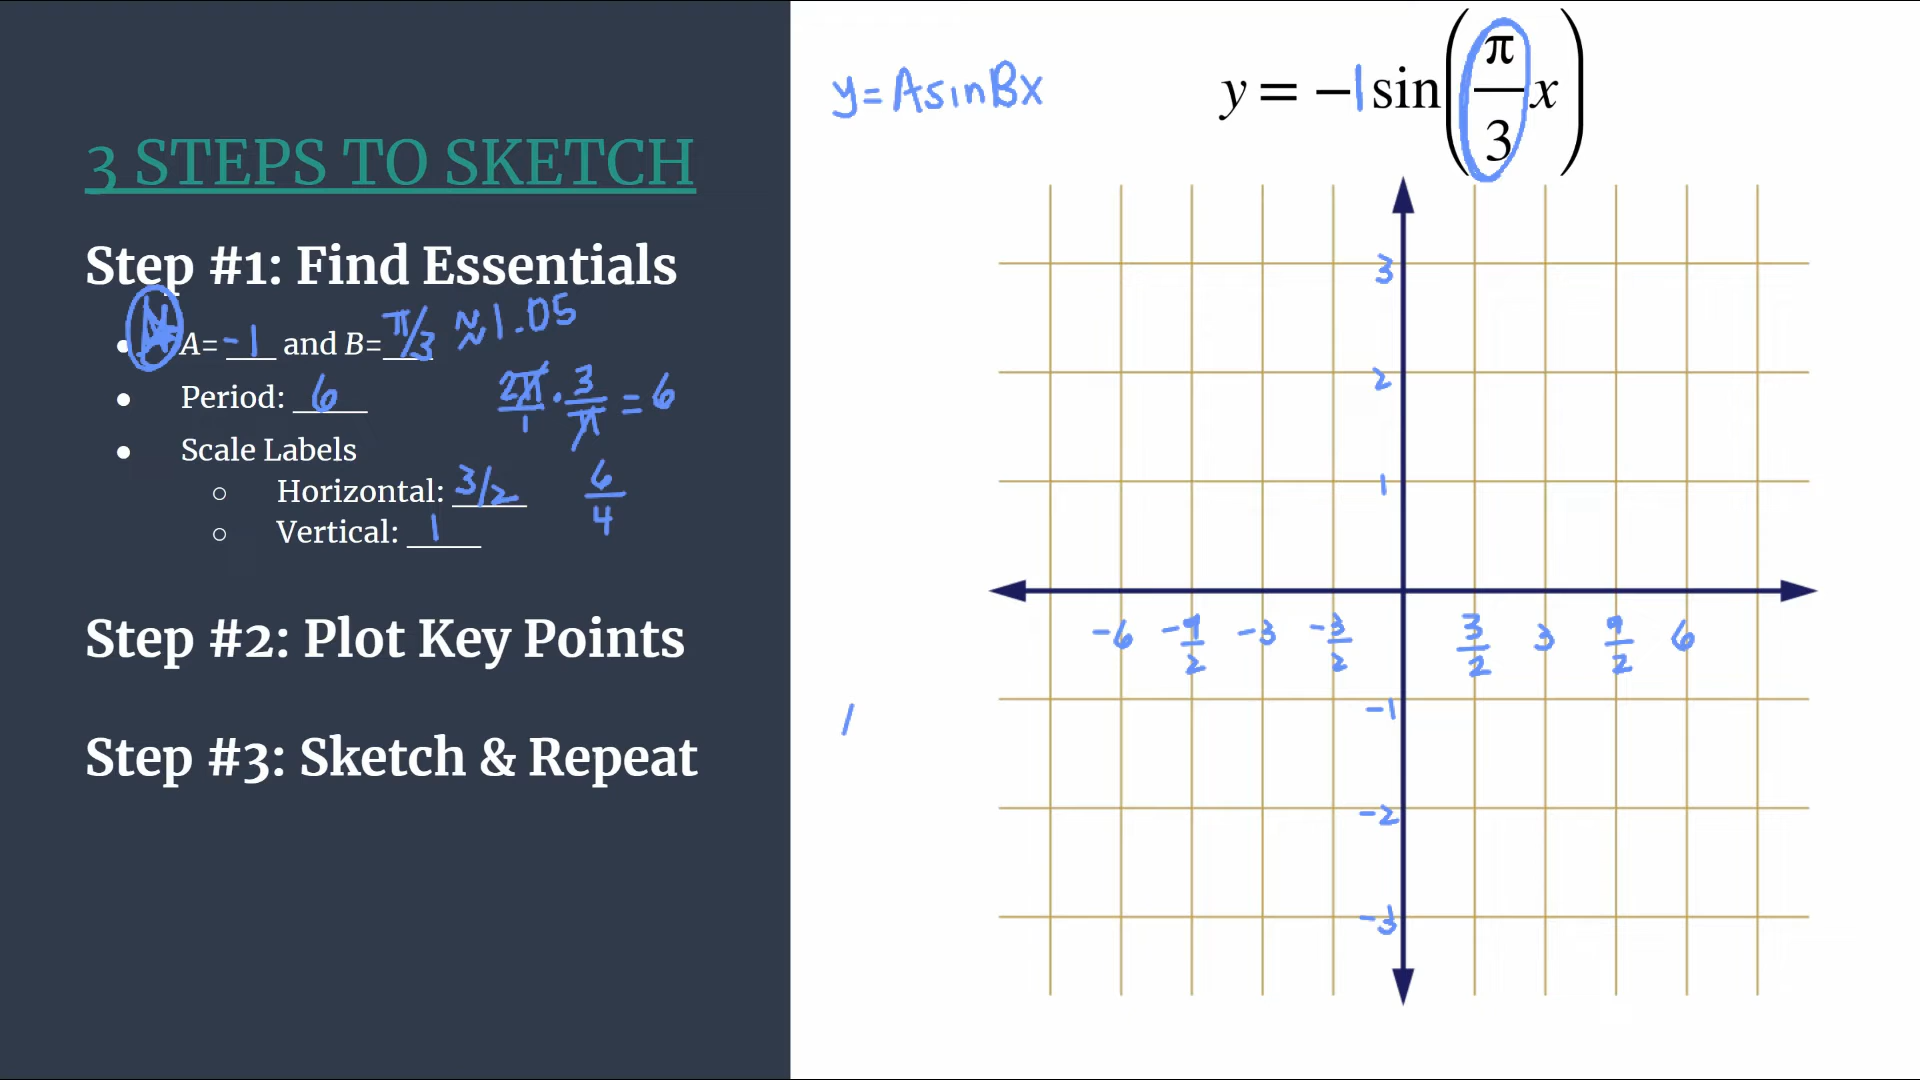 3 STEPS TO SKETCH
Step #1: Find Essentials
● A= -1 and B= π/3 ≈ 1.05
● Period: 6
2π/1 · 3/π = 6
● Scale Labels
○ Horizontal: 3/2
6/4
○ Vertical: 1
Step #2: Plot Key Points
Step #3: Sketch & Repeat
y=AsinBx
y = -1sin(π/3 x)
3
2
1
-6 -9/2 -3 -3/2 3/2 3 9/2 6
-1
-2
-3